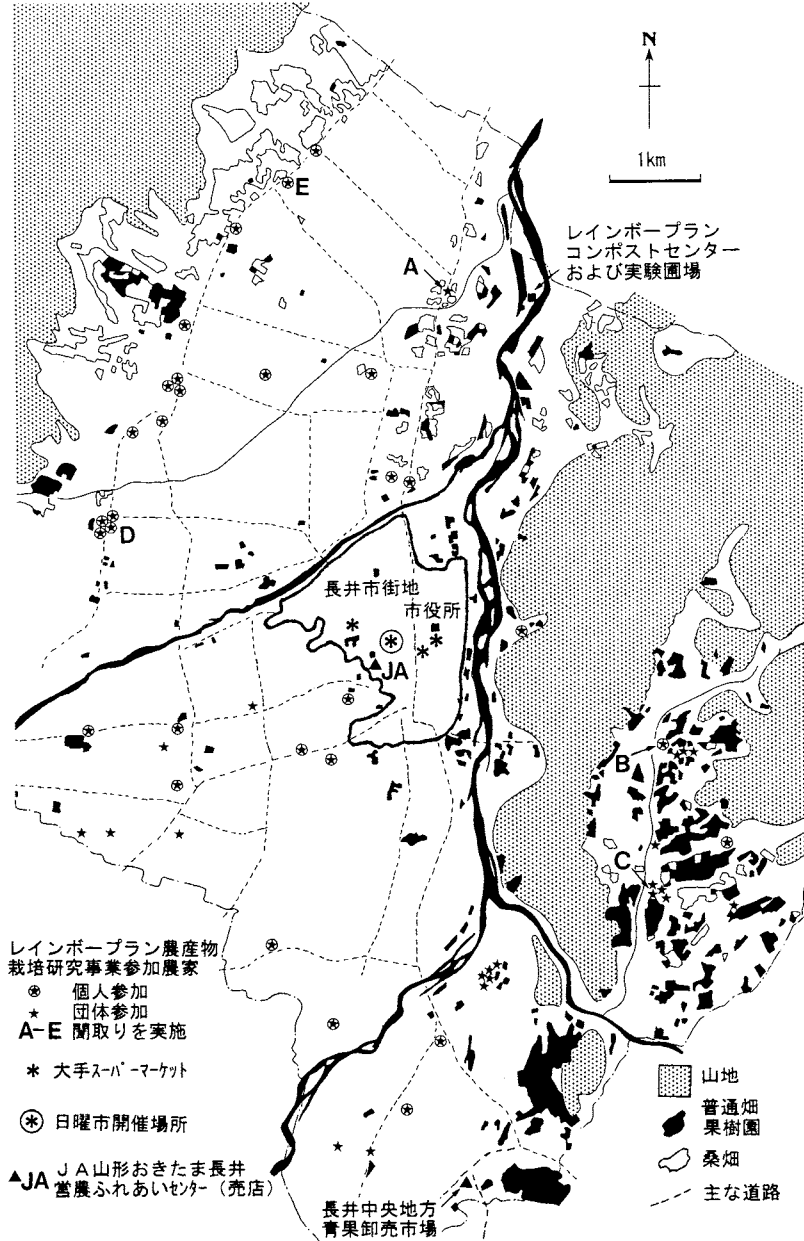 N
1km
レインボープラン
コンポストセンター
および実験圃場
E
A
D
長井市街地
市役所
JA
B
C
レインボープラン農産物
栽培研究事業参加農家
個人参加
団体参加
A-E 聞取りを実施
大手スーパーマーケット
日曜市開催場所
JA JA山形おきたま長井
営農ふれあいセンター(売店)
長井中央地方
青果卸売市場
山地
普通畑
果樹園
桑畑
主な道路